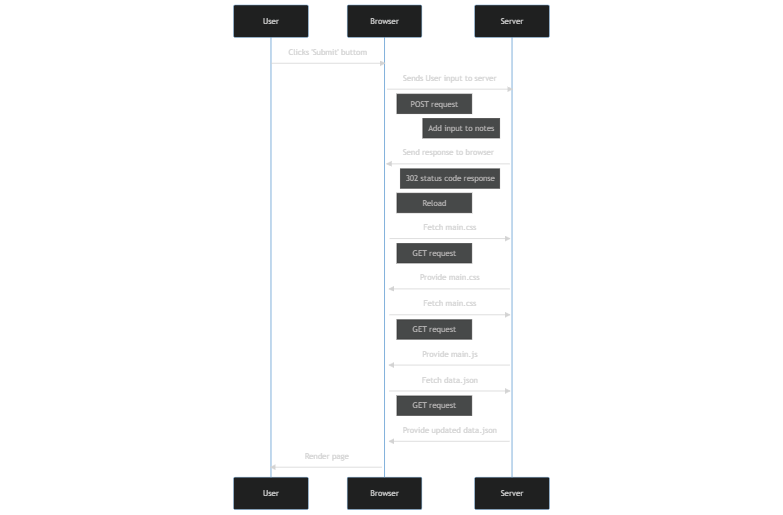 User
Browser
Server
Clicks 'Submit' button
Sends User input to server
POST request
Add input to notes
Send response to browser
302 status code response
Reload
Fetch main.css
GET request
Provide main.css
Fetch main.css
GET request
Provide main.js
Fetch data.json
GET request
Provide updated data.json
Render page
User
Browser
Server